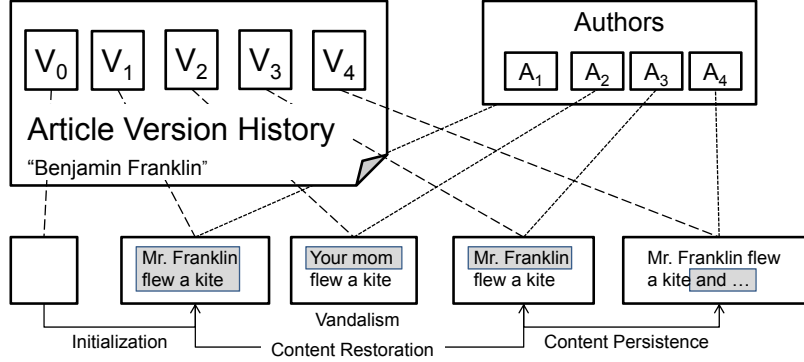 Authors
V0 V1 V2 V3 V4
A1 A2 A3 A4
Article Version History
“Benjamin Franklin”
Mr. Franklin
flew a kite
Your mom
flew a kite
Mr. Franklin
flew a kite
Mr. Franklin flew
a kite and …
Vandalism
Initialization
Content Restoration
Content Persistence